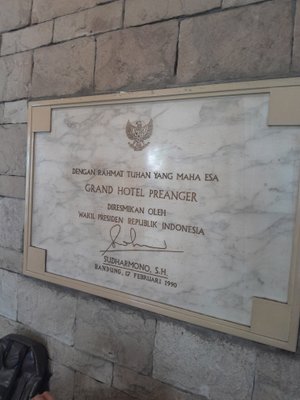 DENGAN RAHMAT TUHAN YANG MAHA ESA
GRAND HOTEL PREANGER
DIRESMIKAN OLEH
WAKIL PRESIDEN REPUBLIK INDONESIA
SUDHARMONO, S.H.
BANDUNG, 17 FEBRUARI 1990